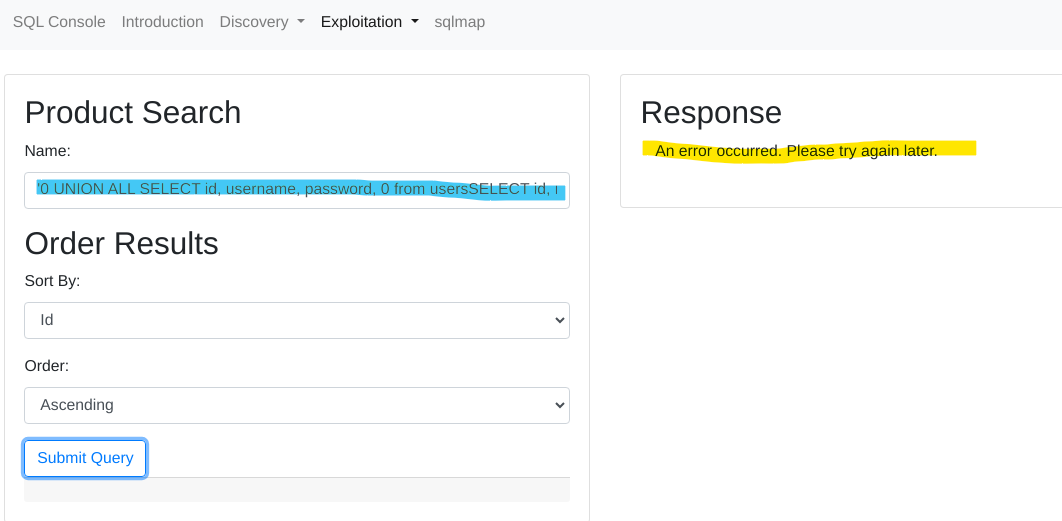 SQL Console Introduction Discovery Exploitation sqlmap
Product Search
Name:
'0 UNION ALL SELECT id, username, password, 0 from usersSELECT id,
Order Results
Sort By:
Id
Order:
Ascending
Submit Query
Response
An error occurred. Please try again later.